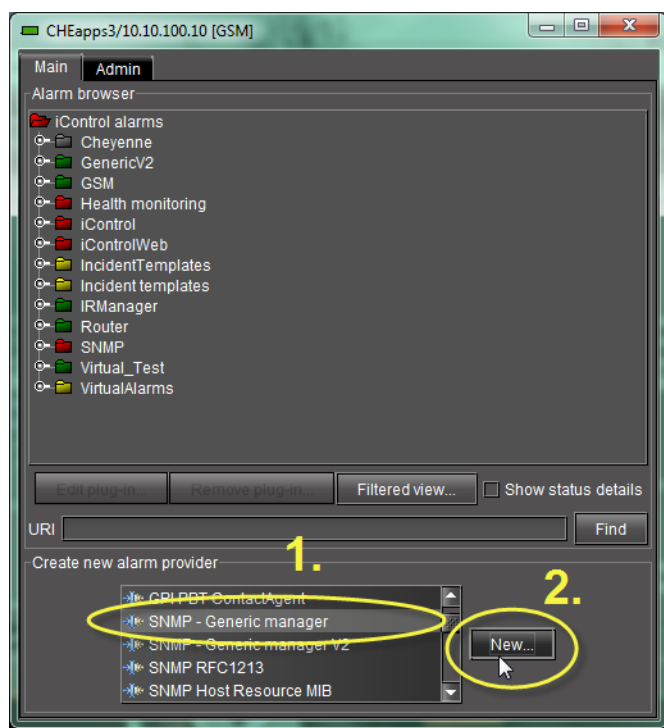 CHEapps3/10.10.100.10 [GSM]
Main Admin
Alarm browser
iControl alarms
Cheyenne
GenericV2
GSM
Health monitoring
iControl
iControlWeb
IncidentTemplates
Incident templates
IRManager
Router
SNMP
Virtual_Test
VirtualAlarms
Edit plug-in... Remove plug-in... Filtered view... Show status details
URI Find
Create new alarm provider
1.
2.
GPI PBT ContactAgent
SNMP - Generic manager
SNMP - Generic manager V2
SNMP RFC1213
SNMP Host Resource MIB
New...